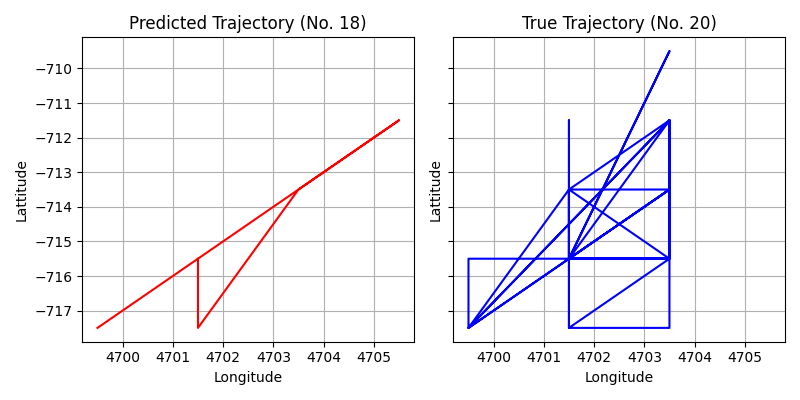 Predicted Trajectory (No. 18)
True Trajectory (No. 20)
−710
−711
−712
−713
−714
−715
−716
−717
Lattitude
Lattitude
4700 4701 4702 4703 4704 4705
4700 4701 4702 4703 4704 4705
Longitude
Longitude